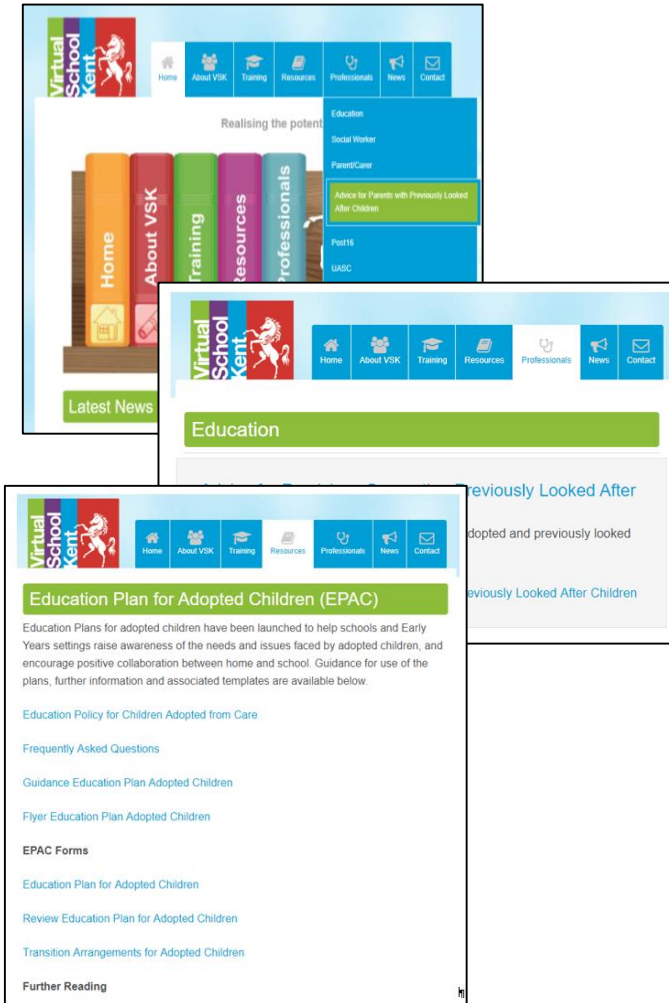 Virtual
School
Kent
Home
About VSK
Training
Resources
Professionals
News
Contact
Realising the potent
Education
Social Worker
Parent/Carer
Advice for Parents with Previously Looked
After Children
Post16
UASC
Home
About VSK
Training
Resources
Professionals
Latest News
Virtual
School
Kent
Home
About VSK
Training
Resources
Professionals
News
Contact
Education
Previously Looked After
dopted and previously looked
eviously Looked After Children
Virtual
School
Kent
Home
About VSK
Training
Resources
Professionals
News
Contact
Education Plan for Adopted Children (EPAC)
Education Plans for adopted children have been launched to help schools and Early
Years settings raise awareness of the needs and issues faced by adopted children, and
encourage positive collaboration between home and school. Guidance for use of the
plans, further information and associated templates are available below.
Education Policy for Children Adopted from Care
Frequently Asked Questions
Guidance Education Plan Adopted Children
Flyer Education Plan Adopted Children
EPAC Forms
Education Plan for Adopted Children
Review Education Plan for Adopted Children
Transition Arrangements for Adopted Children
Further Reading